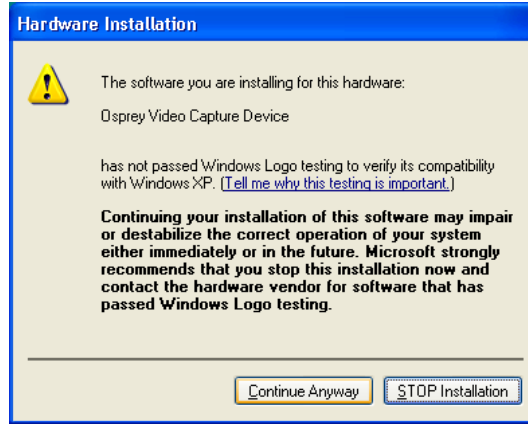 Hardware Installation
The software you are installing for this hardware:
Osprey Video Capture Device
has not passed Windows Logo testing to verify its compatibility
with Windows XP. (Tell me why this testing is important.)
Continuing your installation of this software may impair
or destabilize the correct operation of your system
either immediately or in the future. Microsoft strongly
recommends that you stop this installation now and
contact the hardware vendor for software that has
passed Windows Logo testing.
Continue Anyway STOP Installation